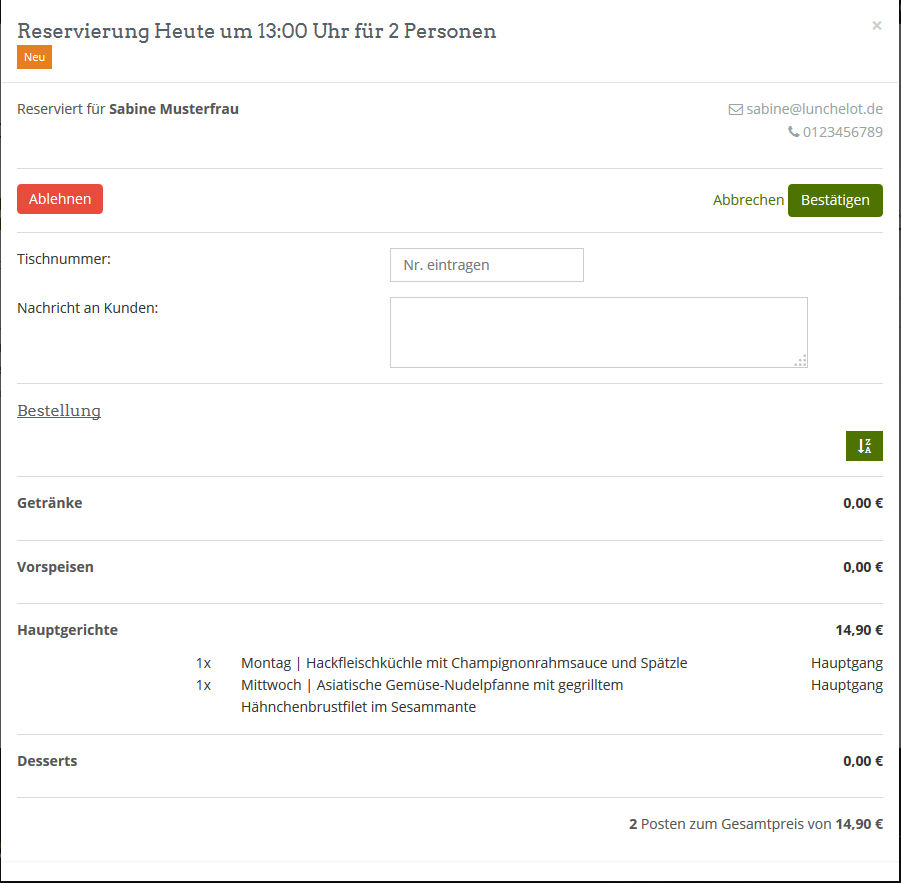 Reservierung Heute um 13:00 Uhr für 2 Personen
×
Neu
Reserviert für Sabine Musterfrau
sabine@lunchelot.de
0123456789
Ablehnen
Abbrechen Bestätigen
Tischnummer:
Nr. eintragen
Nachricht an Kunden:
Bestellung
Z
A
Getränke 0,00 €
Vorspeisen 0,00 €
Hauptgerichte 14,90 €
1x Montag | Hackfleischküchle mit Champignonrahmsauce und Spätzle Hauptgang
1x Mittwoch | Asiatische Gemüse-Nudelpfanne mit gegrilltem Hauptgang
Hähnchenbrustfilet im Sesammante
Desserts 0,00 €
2 Posten zum Gesamtpreis von 14,90 €